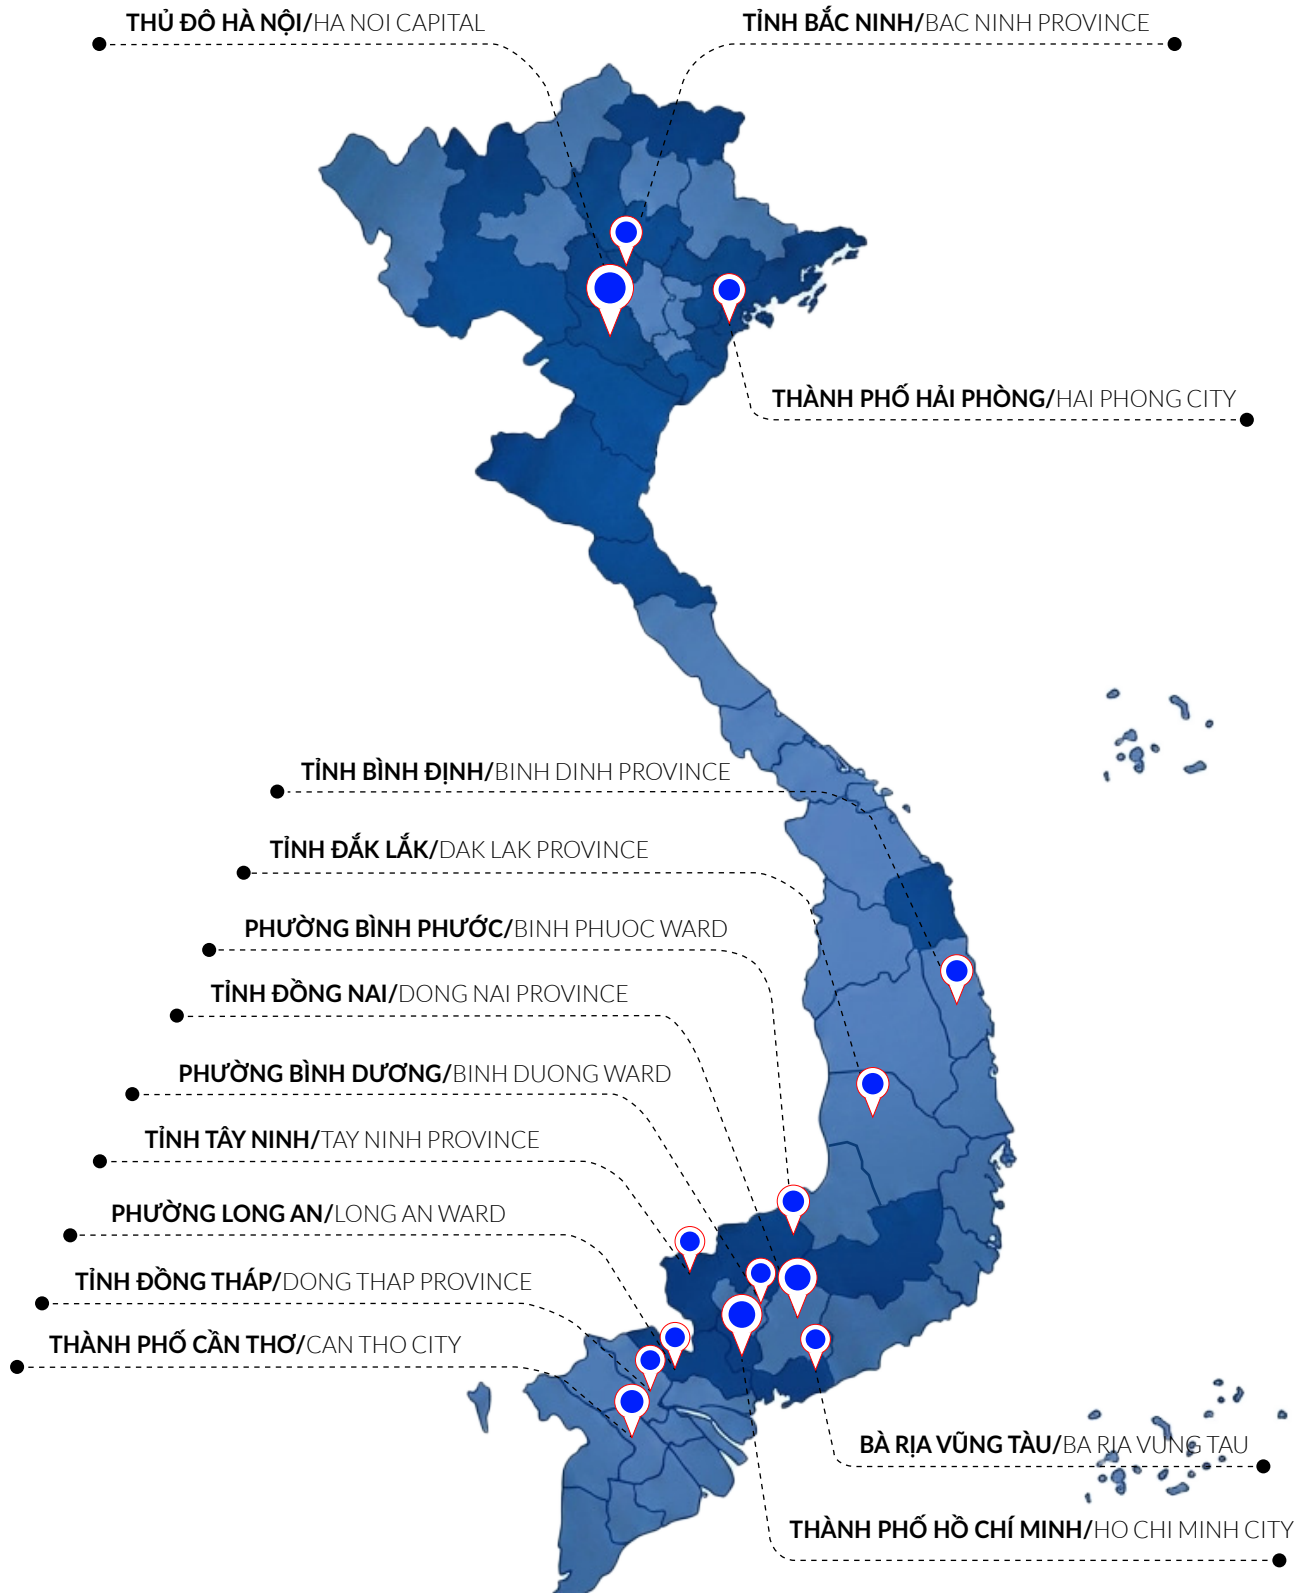 THỦ ĐÔ HÀ NỘI/HA NOI CAPITAL
TỈNH BẮC NINH/BAC NINH PROVINCE
THÀNH PHỐ HẢI PHÒNG/HAI PHONG CITY
TỈNH BÌNH ĐỊNH/BINH DINH PROVINCE
TỈNH ĐẮK LẮK/DAK LAK PROVINCE
PHƯỜNG BÌNH PHƯỚC/BINH PHUOC WARD
TỈNH ĐỒNG NAI/DONG NAI PROVINCE
PHƯỜNG BÌNH DƯƠNG/BINH DUONG WARD
TỈNH TÂY NINH/TAY NINH PROVINCE
PHƯỜNG LONG AN/LONG AN WARD
TỈNH ĐỒNG THÁP/DONG THAP PROVINCE
THÀNH PHỐ CẦN THƠ/CAN THO CITY
BÀ RỊA VŨNG TÀU/BA RIA VUNG TAU
THÀNH PHỐ HỒ CHÍ MINH/HO CHI MINH CITY